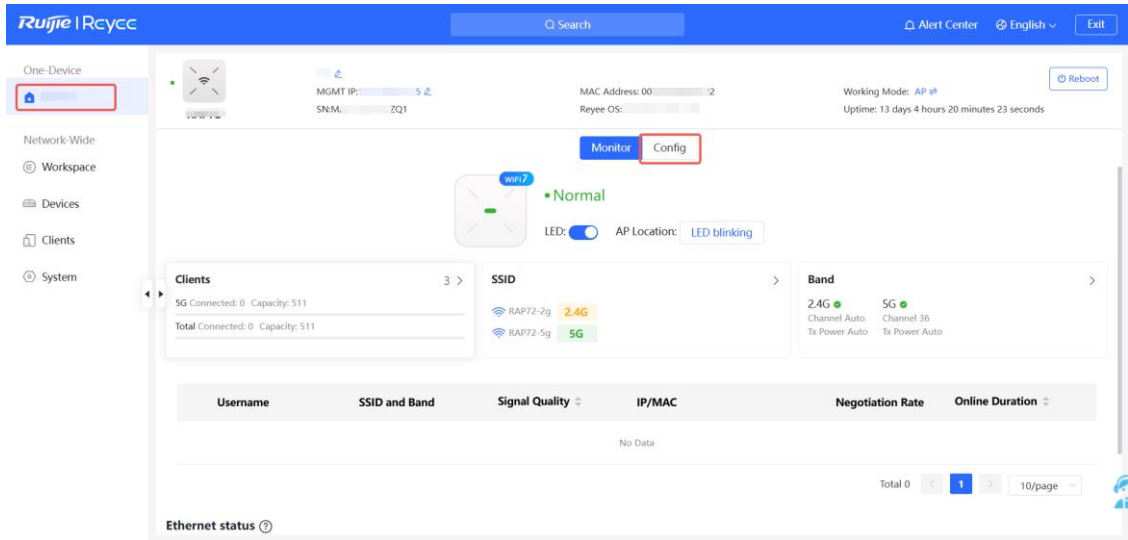 Ruijie | Reyee
Search
Alert Center
English
Exit
One-Device
Network-Wide
Workspace
Devices
Clients
System
MGMT IP: 5
SN:M. ZQ1
MAC Address: 00 :2
Reyee OS:
Working Mode: AP
Uptime: 13 days 4 hours 20 minutes 23 seconds
Reboot
Monitor Config
WiFi7
Normal
LED: AP Location: LED blinking
Clients 3 >
5G Connected: 0 Capacity: 511
Total Connected: 0 Capacity: 511
SSID >
RAP72-2g 2.4G
RAP72-5g 5G
Band >
2.4G 5G
Channel Auto Channel 36
Tx Power Auto Tx Power Auto
Username SSID and Band Signal Quality IP/MAC Negotiation Rate Online Duration
No Data
Total 0 < 1 > 10/page
Ethernet status ?